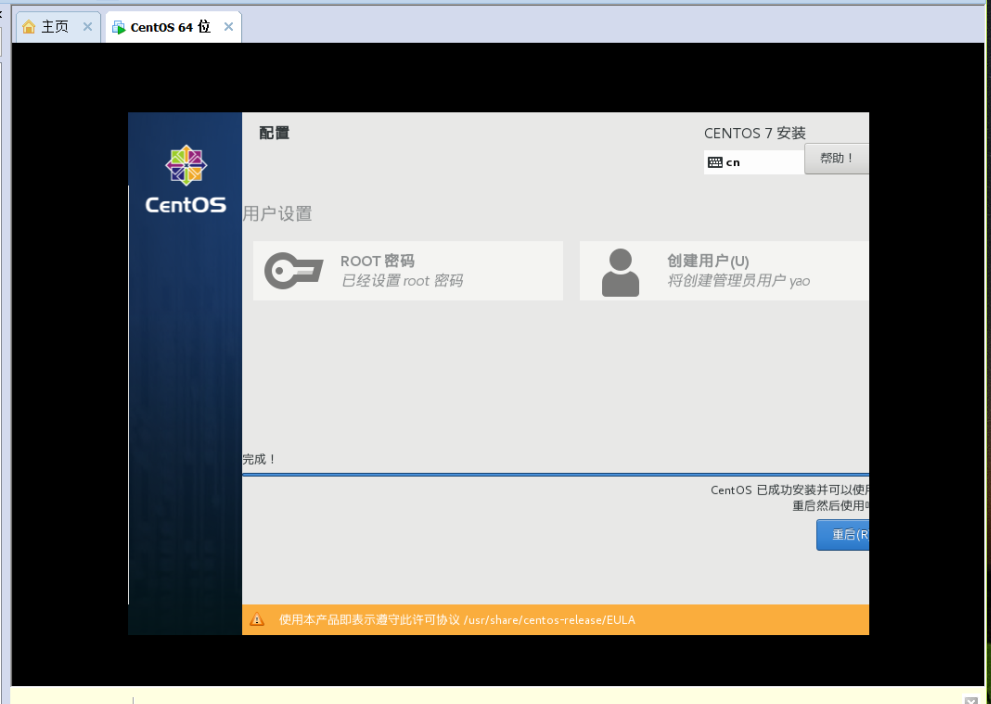 主页
CentOS 64 位
配置
CENTOS 7 安装
cn
帮助！
CentOS
用户设置
ROOT 密码
已经设置 root 密码
创建用户(U)
将创建管理员用户 yao
完成！
CentOS 已成功安装并可以使用
重启然后使用
重启(R
使用本产品即表示遵守此许可协议 /usr/share/centos-release/EULA